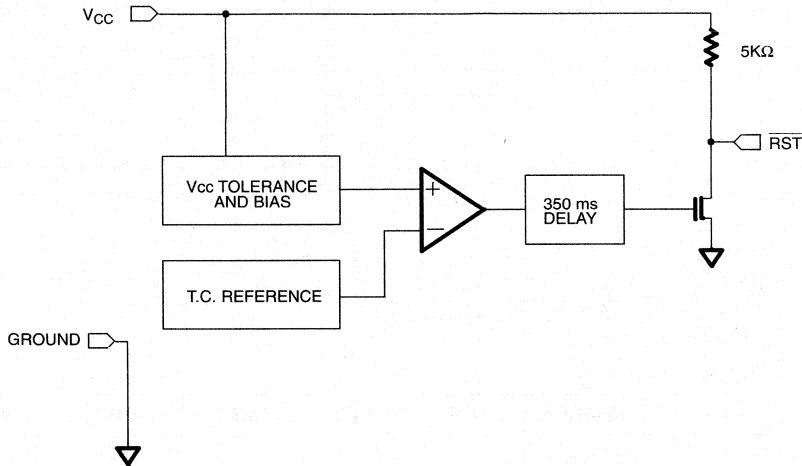 VCC
5KΩ
RST
Vcc TOLERANCE
AND BIAS
+
350 ms
DELAY
—
T.C. REFERENCE
GROUND